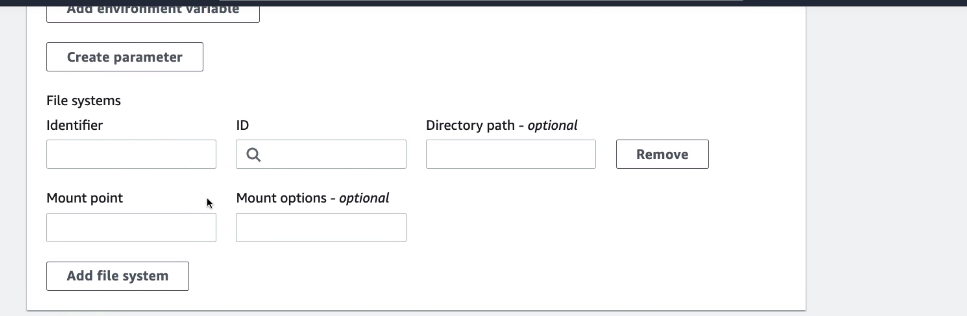 Add environment variable
Create parameter
File systems
Identifier
ID
Directory path - optional
Remove
Mount point
Mount options - optional
Add file system